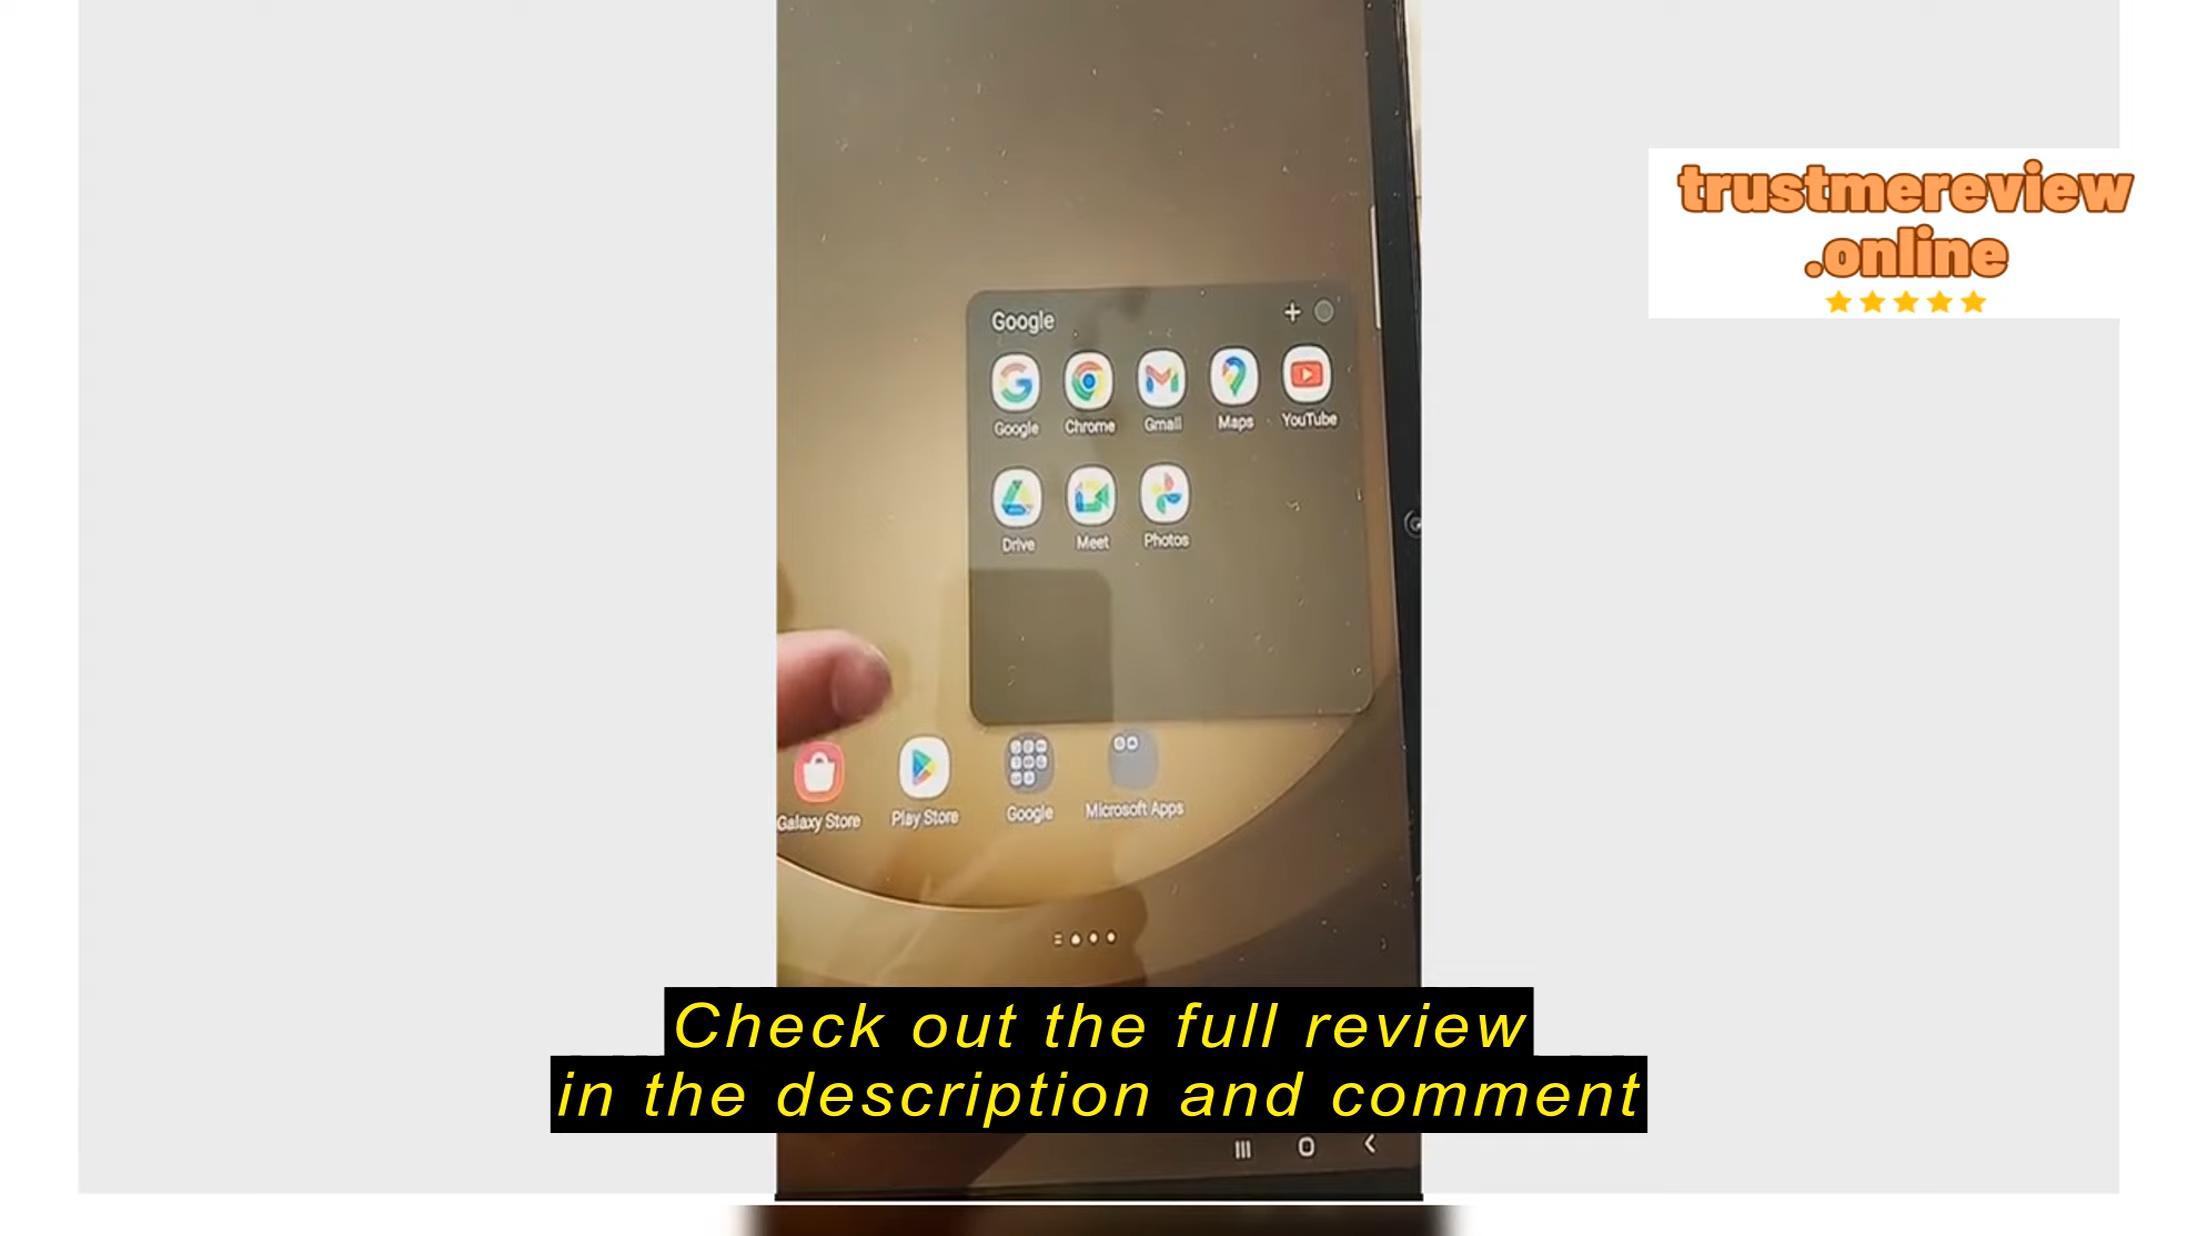 trustmereview
.online
Google
Google Chrome Gmail Maps YouTube
Drive Meet Photos
Galaxy Store Play Store Google Microsoft Apps
Check out the full review
in the description and comment